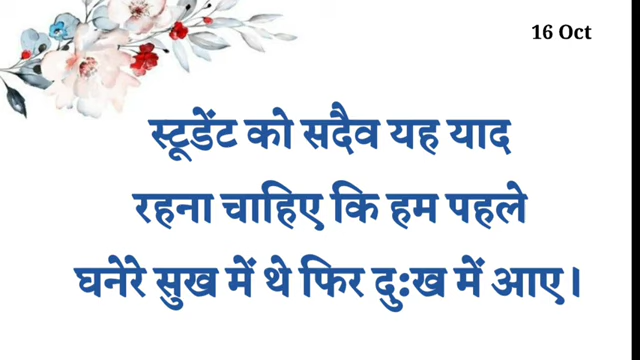 16 Oct
स्टूडेंट को सदैव यह याद
रहना चाहिए कि हम पहले
घनेरे सुख में थे फिर दु:ख में आए।